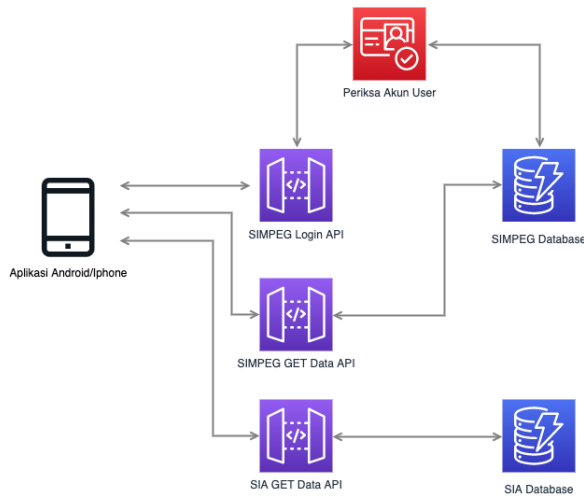 Periksa Akun User
SIMPEG Login API
SIMPEG Database
Aplikasi Android/Iphone
SIMPEG GET Data API
SIA GET Data API
SIA Database